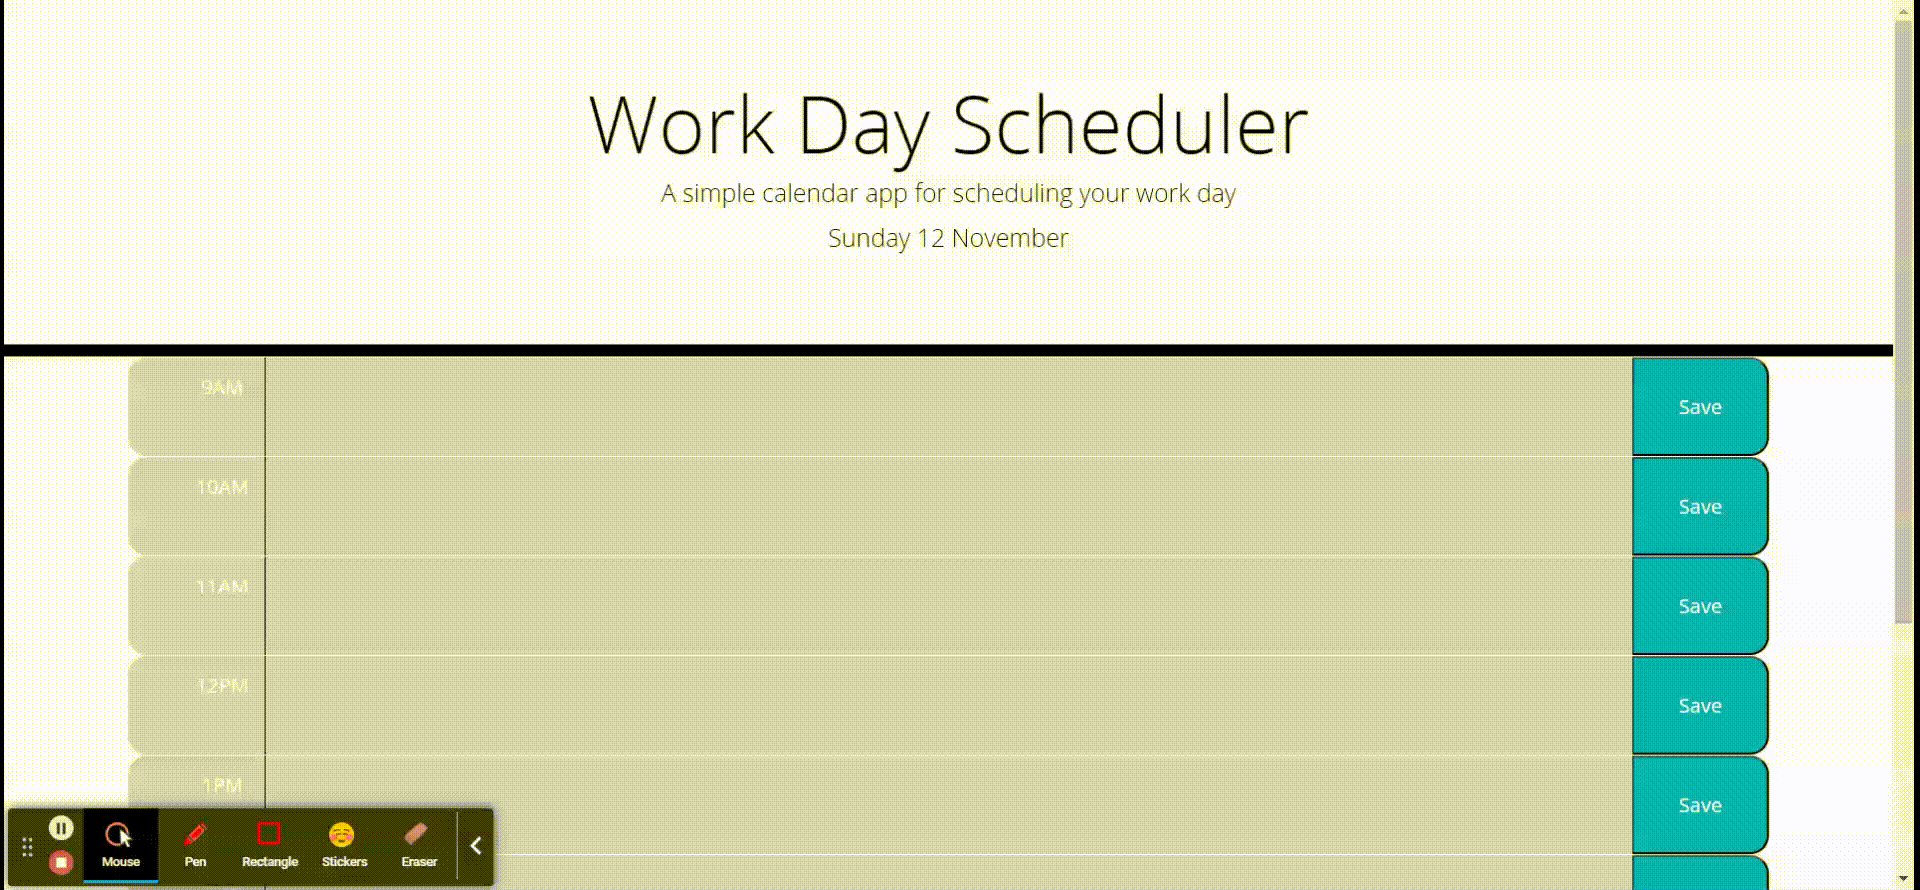 Work Day Scheduler
A simple calendar app for scheduling your work day
Sunday 12 November
9AM
Save
10AM
Save
11AM
Save
12PM
Save
1PM
Save
Mouse Pen Rectangle Stickers Eraser